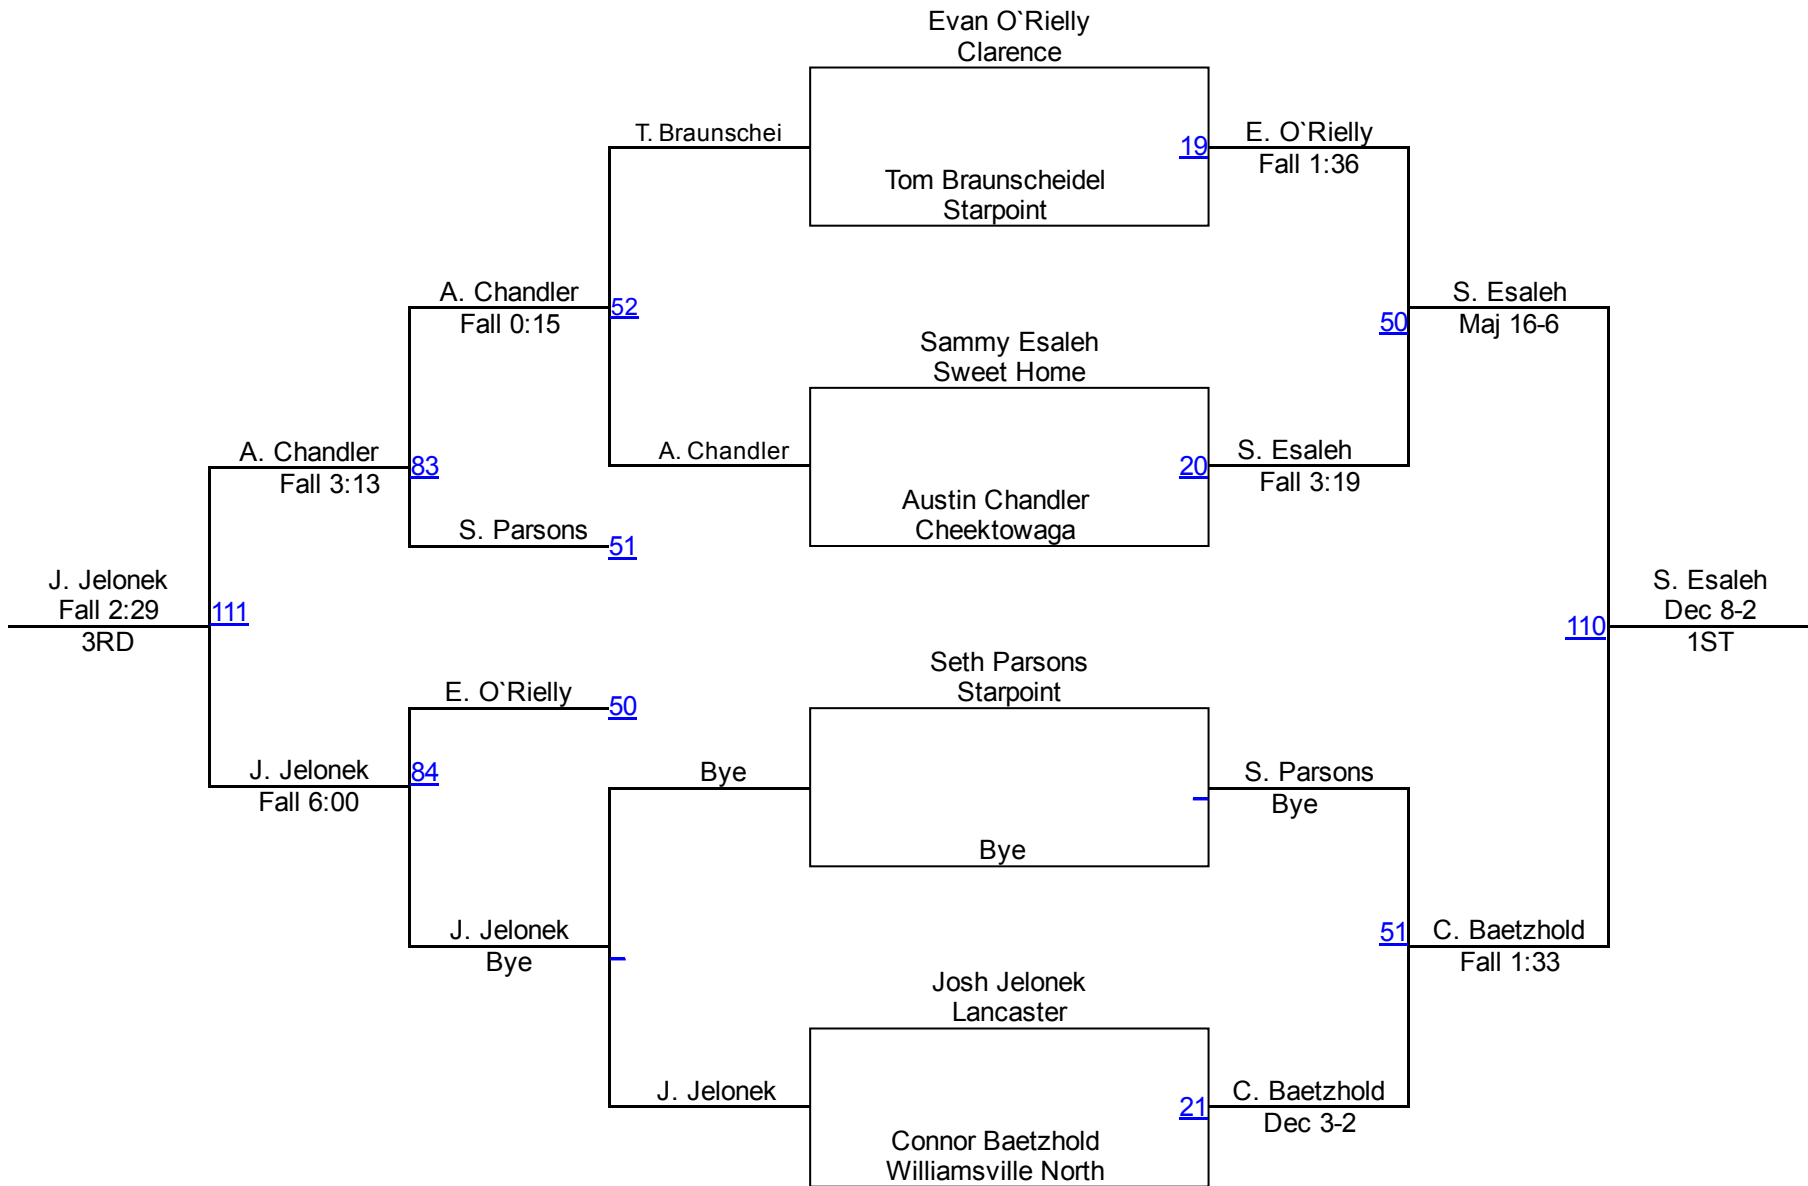 Evan O`Rielly
Clarence
T. Braunschei
19
E. O`Rielly
Fall 1:36
Tom Braunscheidel
Starpoint
A. Chandler
Fall 0:15
52
50
S. Esaleh
Maj 16-6
Sammy Esaleh
Sweet Home
A. Chandler
Fall 3:13
83
A. Chandler
20
S. Esaleh
Fall 3:19
Austin Chandler
Cheektowaga
S. Parsons
51
J. Jelonek
Fall 2:29
3RD
111
110
S. Esaleh
Dec 8-2
1ST
Seth Parsons
Starpoint
E. O`Rielly
50
J. Jelonek
Fall 6:00
84
Bye
S. Parsons
Bye
Bye
J. Jelonek
Bye
51
C. Baetzhold
Fall 1:33
Josh Jelonek
Lancaster
J. Jelonek
21
C. Baetzhold
Dec 3-2
Connor Baetzhold
Williamsville North